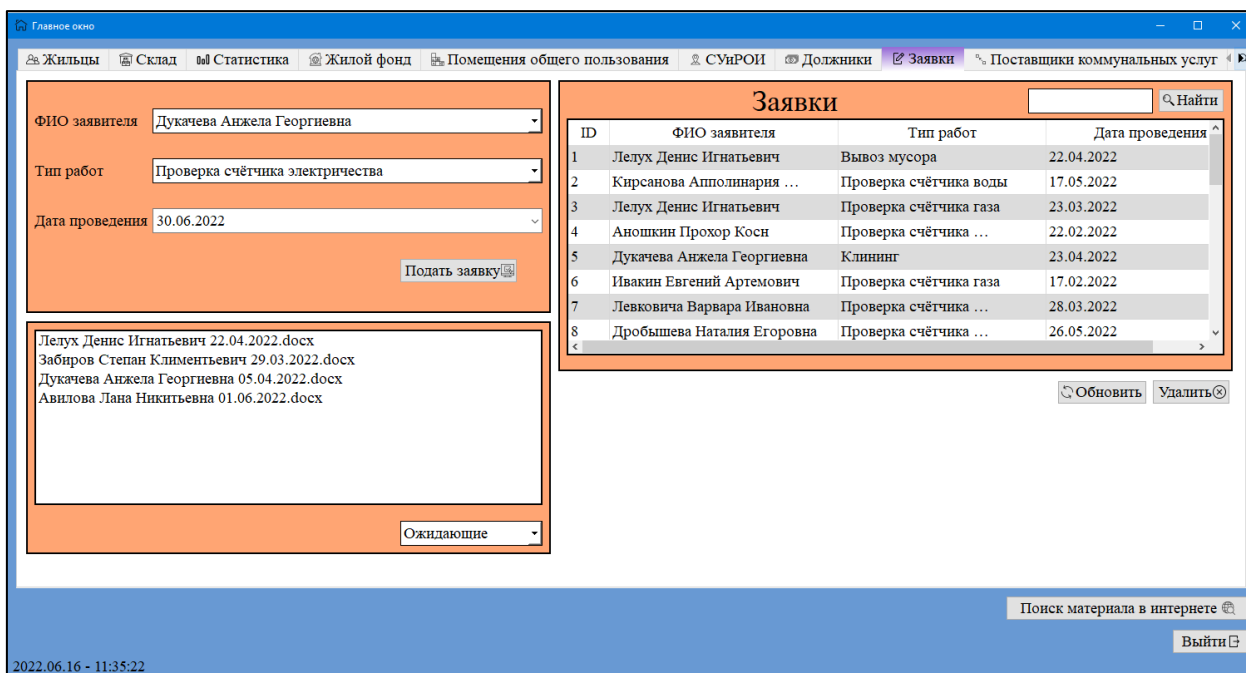 Главное окно
Жильцы Склад Статистика Жилой фонд Помещения общего пользования СУиРОИ Должники Заявки Поставщики коммунальных услуг
ФИО заявителя Дукачева Анжела Георгиевна
Тип работ Проверка счётчика электричества
Дата проведения 30.06.2022
Подать заявку
Лелух Денис Игнатьевич 22.04.2022.docx
Забиров Степан Климентьевич 29.03.2022.docx
Дукачева Анжела Георгиевна 05.04.2022.docx
Авилова Лана Никитьевна 01.06.2022.docx
Ожидающие
Заявки Найти
ID ФИО заявителя Тип работ Дата проведения
1 Лелух Денис Игнатьевич Вывоз мусора 22.04.2022
2 Кирсанова Апполинария ... Проверка счётчика воды 17.05.2022
3 Лелух Денис Игнатьевич Проверка счётчика газа 23.03.2022
4 Аношкин Прохор Косн Проверка счётчика ... 22.02.2022
5 Дукачева Анжела Георгиевна Клининг 23.04.2022
6 Ивакин Евгений Артемович Проверка счётчика газа 17.02.2022
7 Левковича Варвара Ивановна Проверка счётчика ... 28.03.2022
8 Дробышева Наталия Егоровна Проверка счётчика ... 26.05.2022
Обновить Удалить
Поиск материала в интернете
Выйти
2022.06.16 - 11:35:22